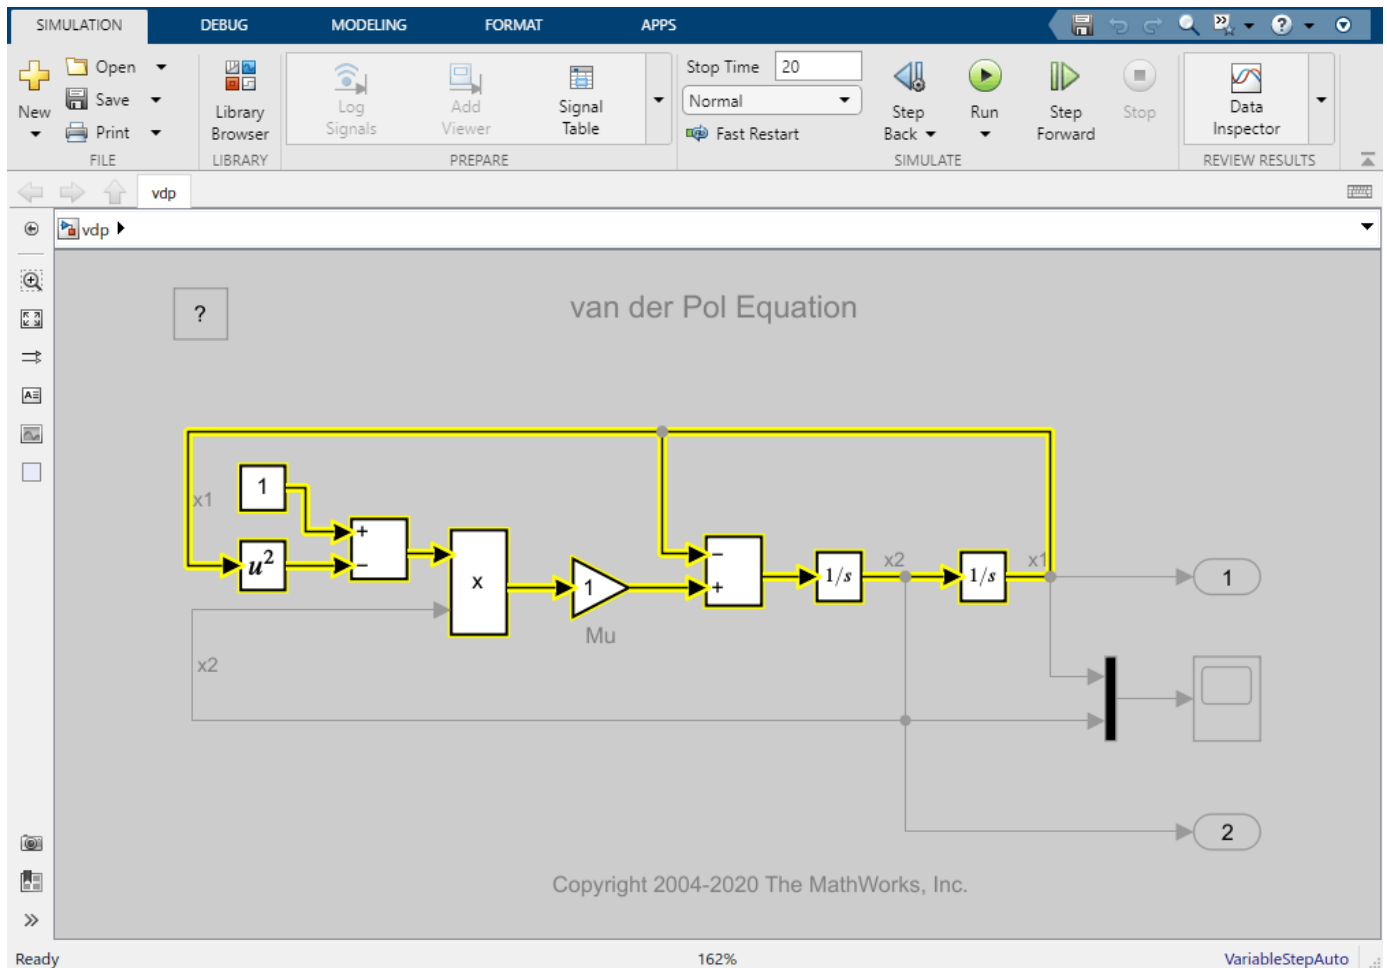 SIMULATION DEBUG MODELING FORMAT APPS
New
Open
Save
Print
FILE
Library
Browser
LIBRARY
Log
Signals
Add
Viewer
Signal
Table
PREPARE
Stop Time 20
Normal
Fast Restart
Step
Back
Run
Step
Forward
Stop
SIMULATE
Data
Inspector
REVIEW RESULTS
vdp
vdp
?
van der Pol Equation
x1
1
u²
+
−
x
1
Mu
−
+
1/s
x2
1/s
x1
1
x2
2
Copyright 2004-2020 The MathWorks, Inc.
Ready 162% VariableStepAuto